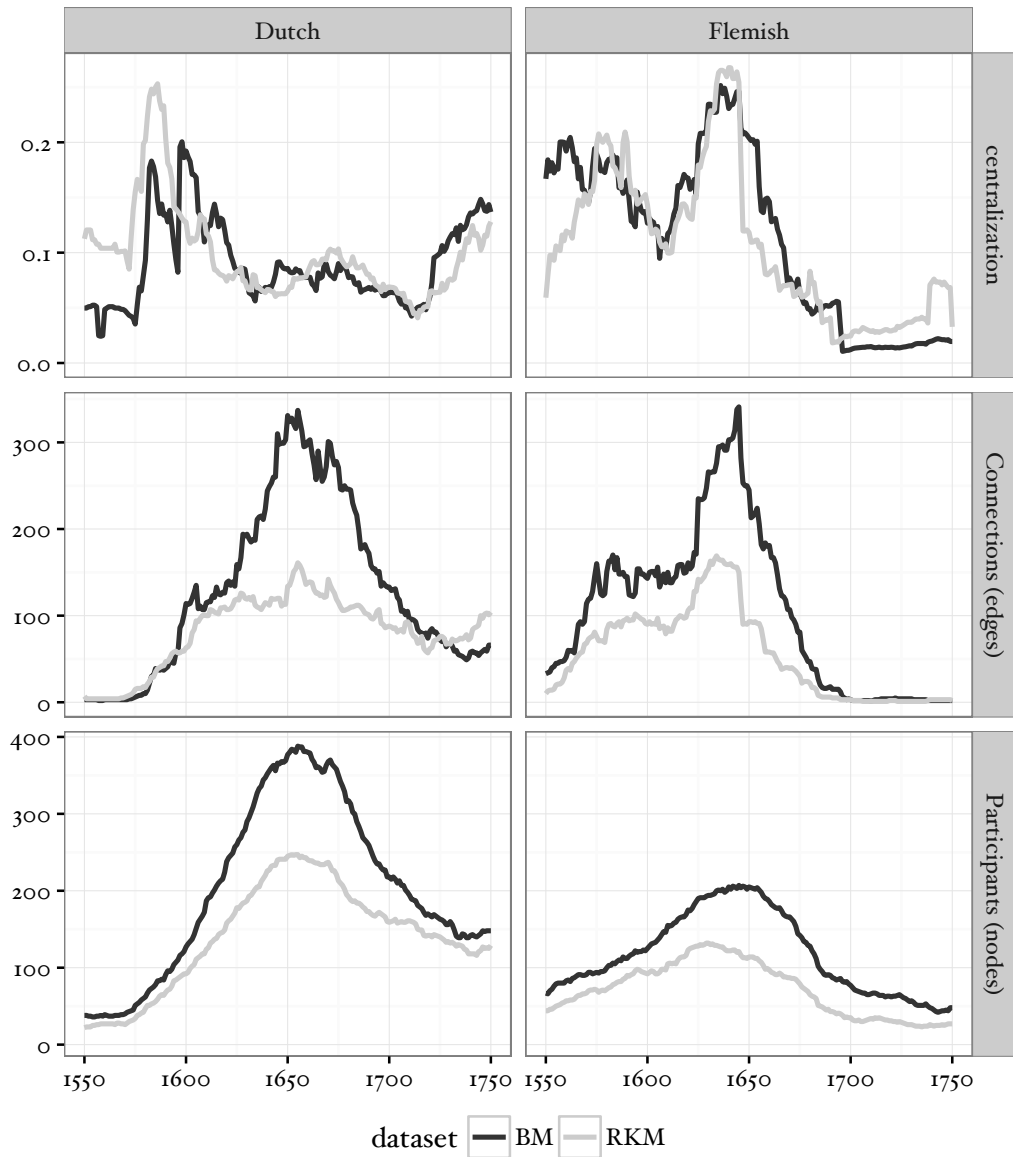 Dutch
Flemish
0.2
0.1
0.0
centralization
300
200
100
0
Connections (edges)
400
300
200
100
0
Participants (nodes)
1550 1600 1650 1700 1750
1550 1600 1650 1700 1750
dataset BM RKM